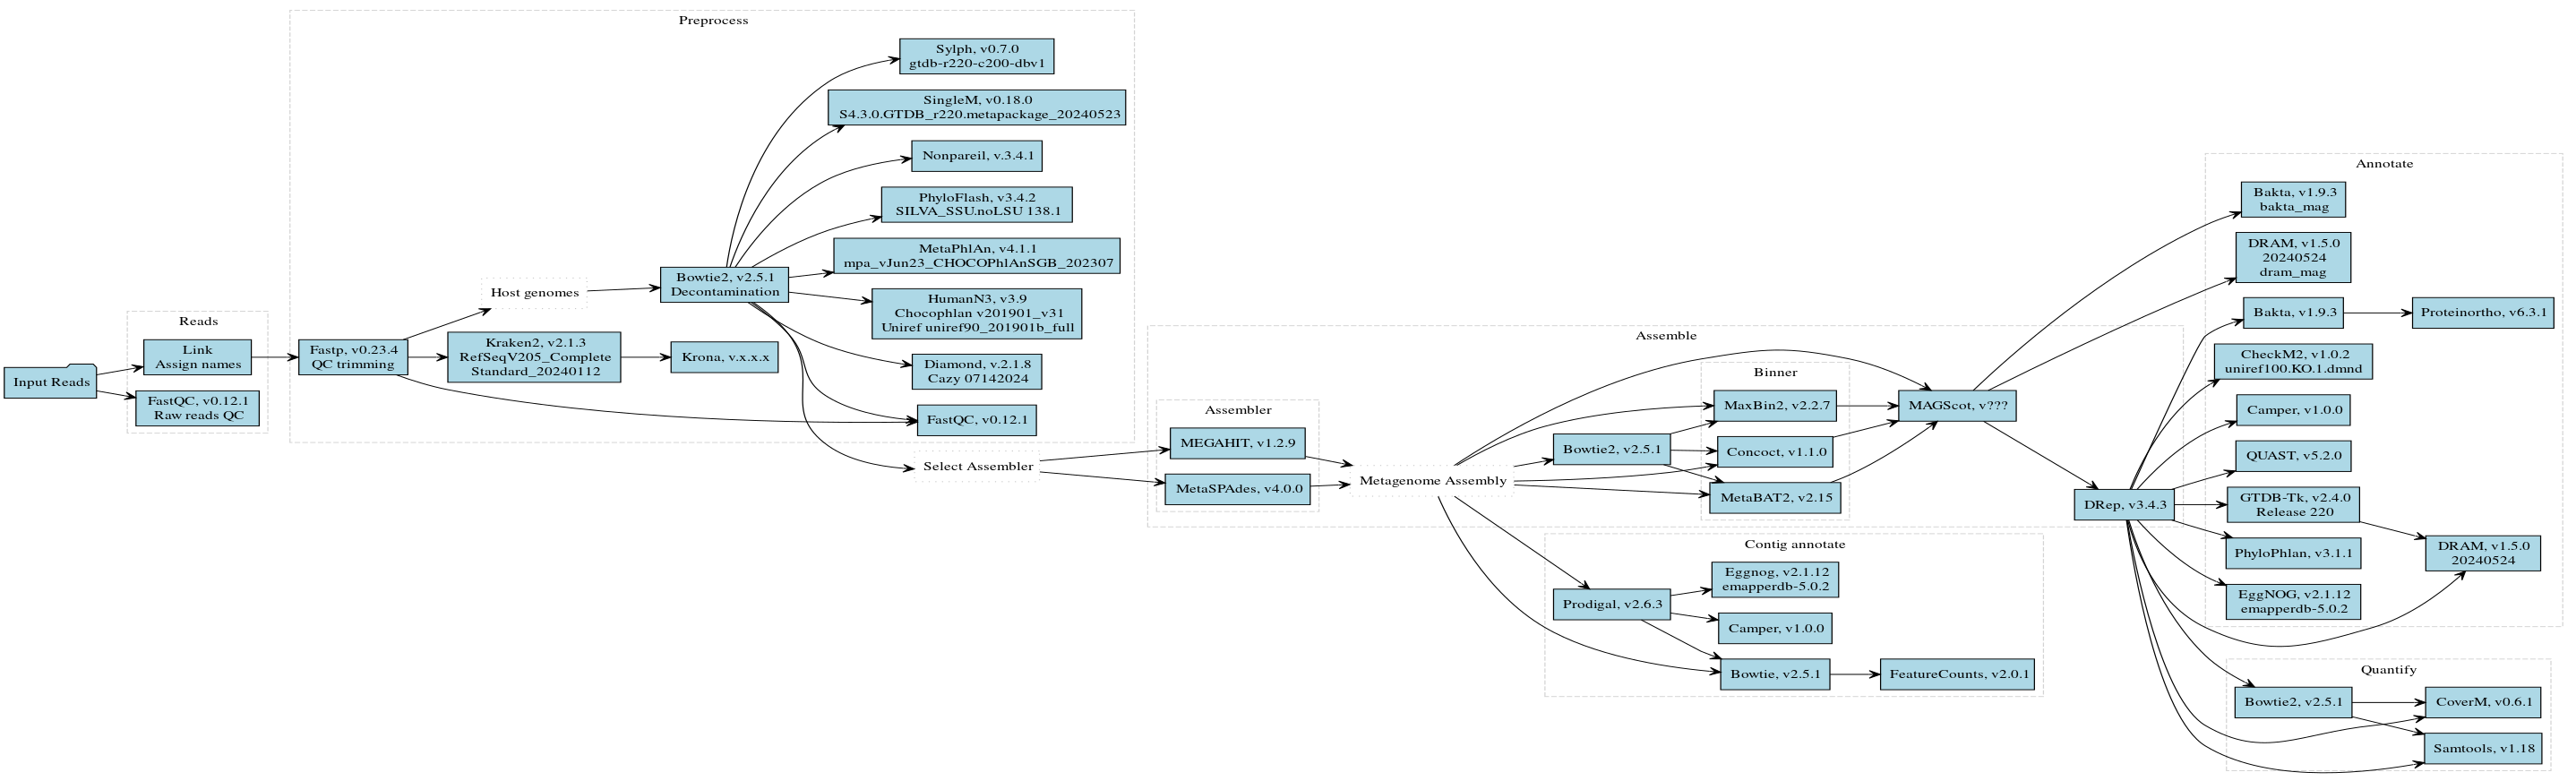 Input Reads
Reads
Link
Assign names
FastQC, v0.12.1
Raw reads QC
Preprocess
Fastp, v0.23.4
QC trimming
Host genomes
Kraken2, v2.1.3
RefSeqV205_Complete
Standard_20240112
Krona, v.x.x.x
Bowtie2, v2.5.1
Decontamination
Sylph, v0.7.0
gtdb-r220-c200-dbv1
SingleM, v0.18.0
S4.3.0.GTDB_r220.metapackage_20240523
Nonpareil, v.3.4.1
PhyloFlash, v3.4.2
SILVA_SSU.noLSU 138.1
MetaPhlAn, v4.1.1
mpa_vJun23_CHOCOPhlAnSGB_202307
HumanN3, v3.9
Chocophlan v201901_v31
Uniref uniref90_201901b_full
Diamond, v.2.1.8
Cazy 07142024
FastQC, v0.12.1
Select Assembler
Assemble
Assembler
MEGAHIT, v1.2.9
MetaSPAdes, v4.0.0
Metagenome Assembly
Bowtie2, v2.5.1
Binner
MaxBin2, v2.2.7
Concoct, v1.1.0
MetaBAT2, v2.15
MAGScot, v???
DRep, v3.4.3
Contig annotate
Prodigal, v2.6.3
Eggnog, v2.1.12
emapperdb-5.0.2
Camper, v1.0.0
Bowtie, v2.5.1
FeatureCounts, v2.0.1
Annotate
Bakta, v1.9.3
bakta_mag
DRAM, v1.5.0
20240524
dram_mag
Bakta, v1.9.3
Proteinortho, v6.3.1
CheckM2, v1.0.2
uniref100.KO.1.dmnd
Camper, v1.0.0
QUAST, v5.2.0
GTDB-Tk, v2.4.0
Release 220
PhyloPhlan, v3.1.1
DRAM, v1.5.0
20240524
EggNOG, v2.1.12
emapperdb-5.0.2
Quantify
Bowtie2, v2.5.1
CoverM, v0.6.1
Samtools, v1.18